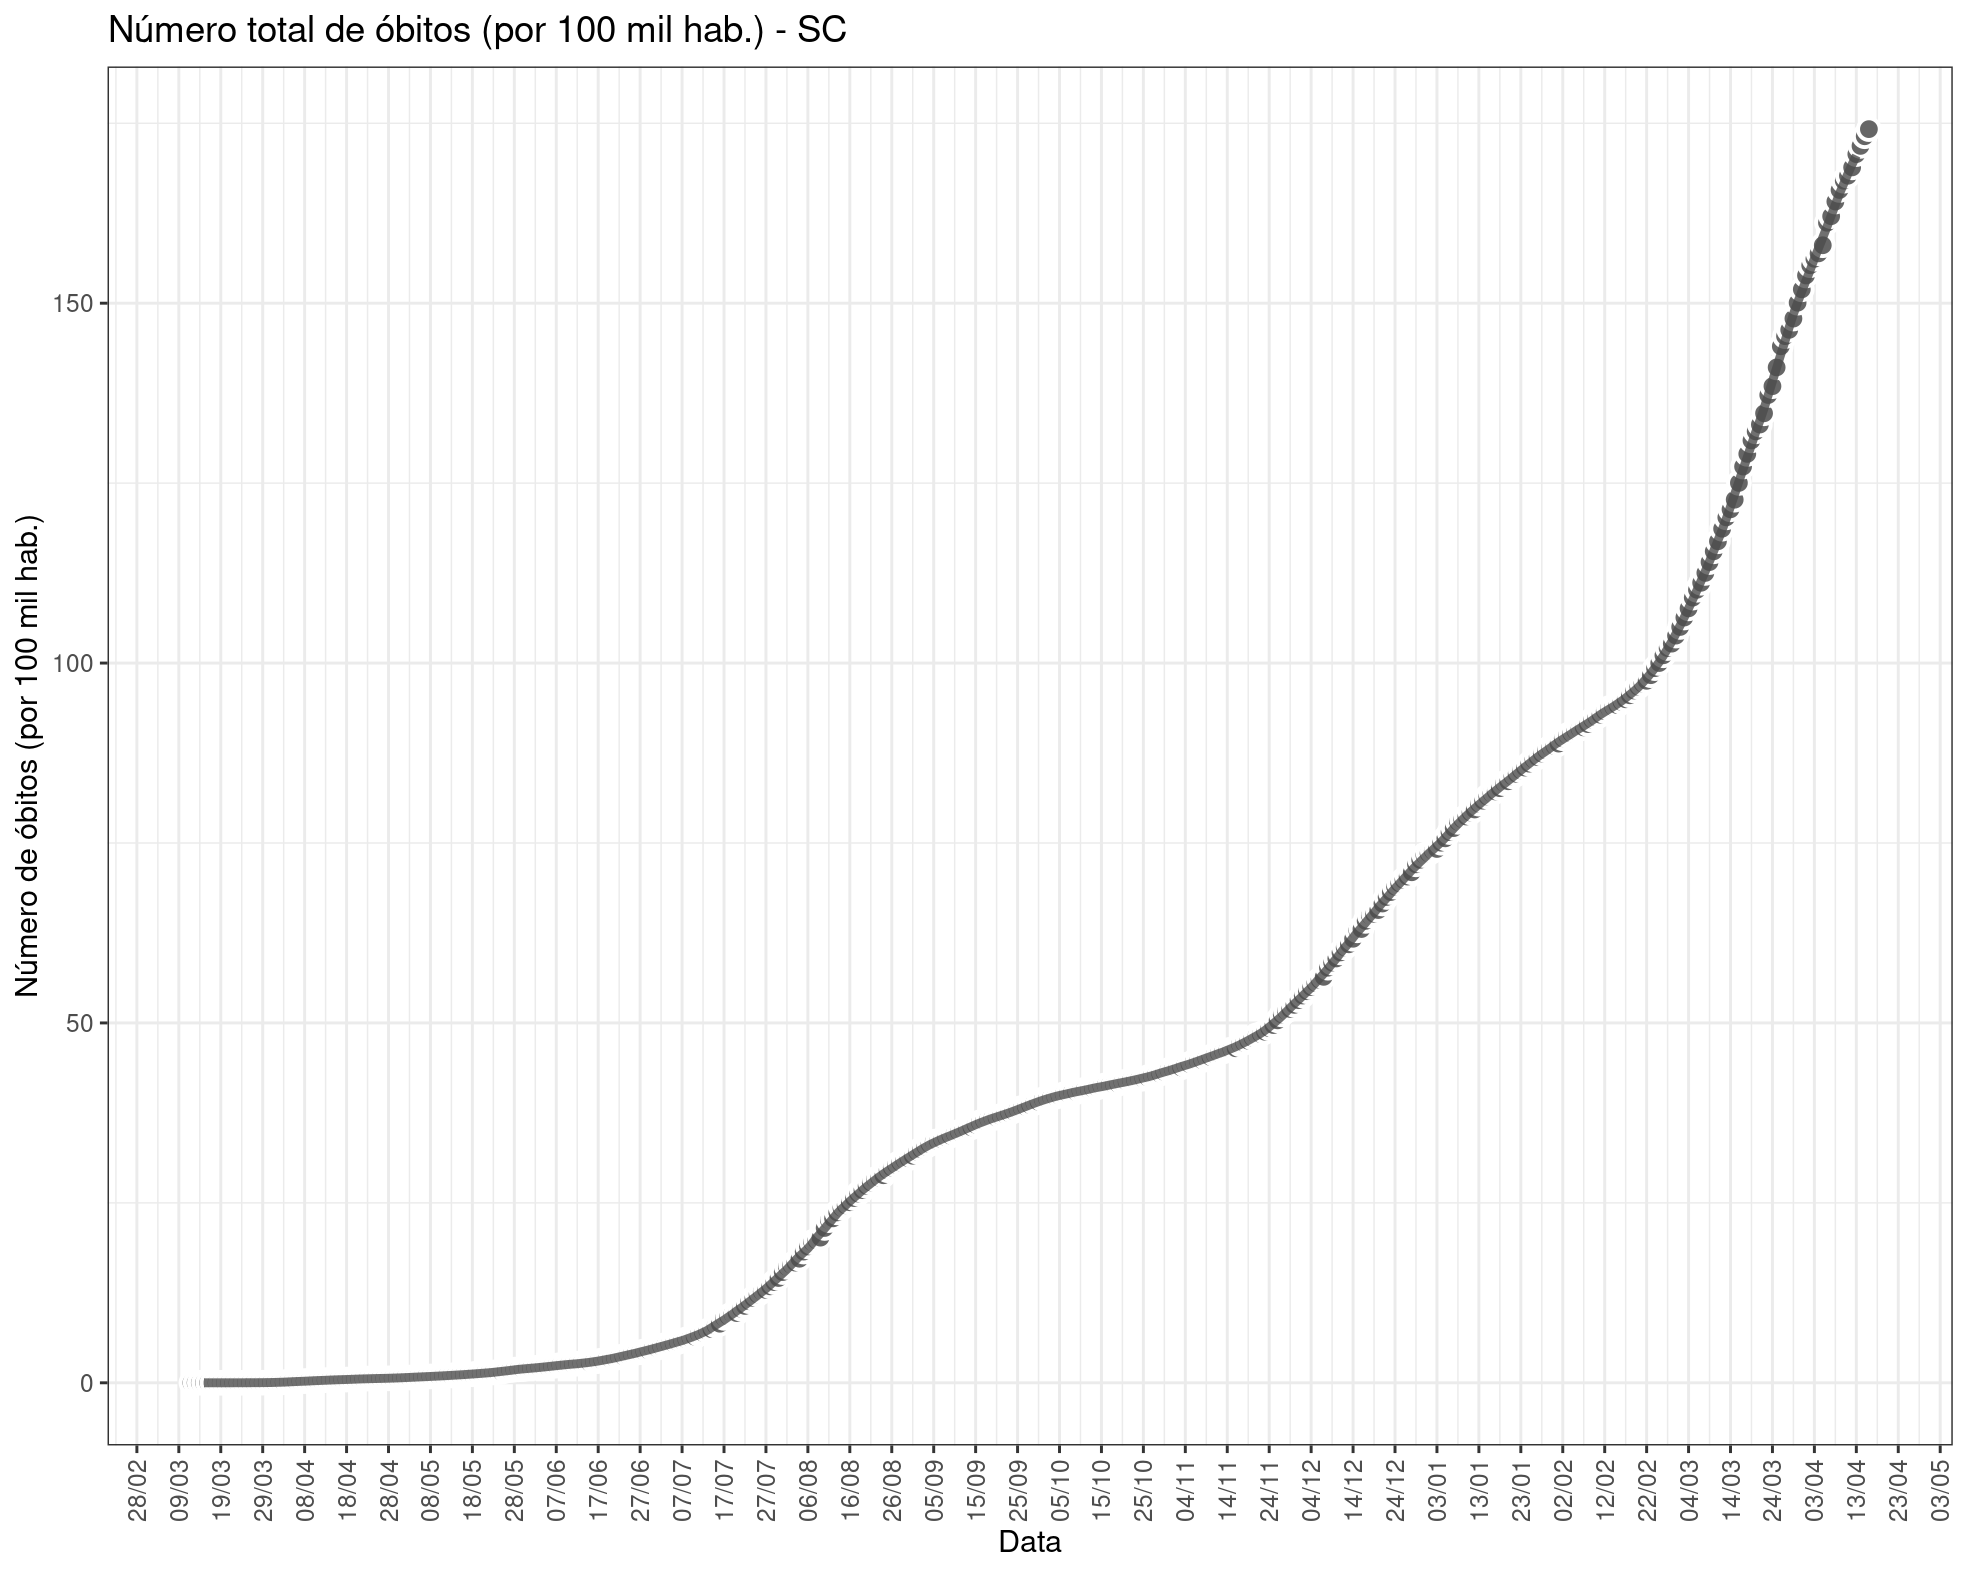 Número total de óbitos (por 100 mil hab.) - SC
Número de óbitos (por 100 mil hab.)
150
100
50
0
28/02 09/03 19/03 29/03 08/04 18/04 28/04 08/05 18/05 28/05 07/06 17/06 27/06 07/07 17/07 27/07 06/08 16/08 26/08 05/09 15/09 25/09 05/10 15/10 25/10 04/11 14/11 24/11 04/12 14/12 24/12 03/01 13/01 23/01 02/02 12/02 22/02 04/03 14/03 24/03 03/04 13/04 23/04 03/05
Data